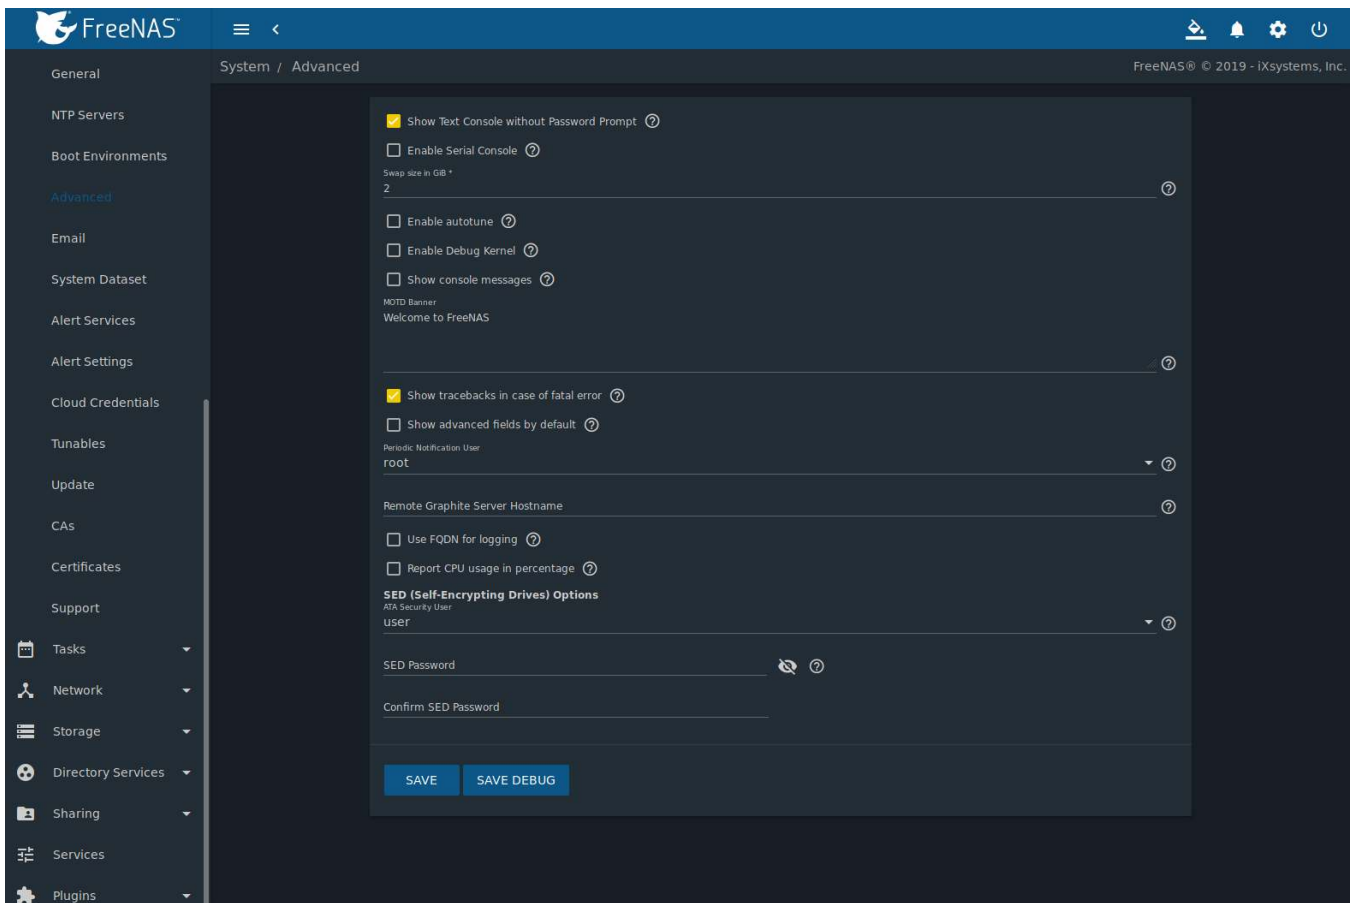 FreeNAS™
System / Advanced
FreeNAS® © 2019 - iXsystems, Inc.
General
NTP Servers
Boot Environments
Advanced
Email
System Dataset
Alert Services
Alert Settings
Cloud Credentials
Tunables
Update
CAs
Certificates
Support
Tasks
Network
Storage
Directory Services
Sharing
Services
Plugins
Show Text Console without Password Prompt
Enable Serial Console
Swap size in GiB *
2
Enable autotune
Enable Debug Kernel
Show console messages
MOTD Banner
Welcome to FreeNAS
Show tracebacks in case of fatal error
Show advanced fields by default
Periodic Notification User
root
Remote Graphite Server Hostname
Use FQDN for logging
Report CPU usage in percentage
SED (Self-Encrypting Drives) Options
ATA Security User
user
SED Password
Confirm SED Password
SAVE
SAVE DEBUG